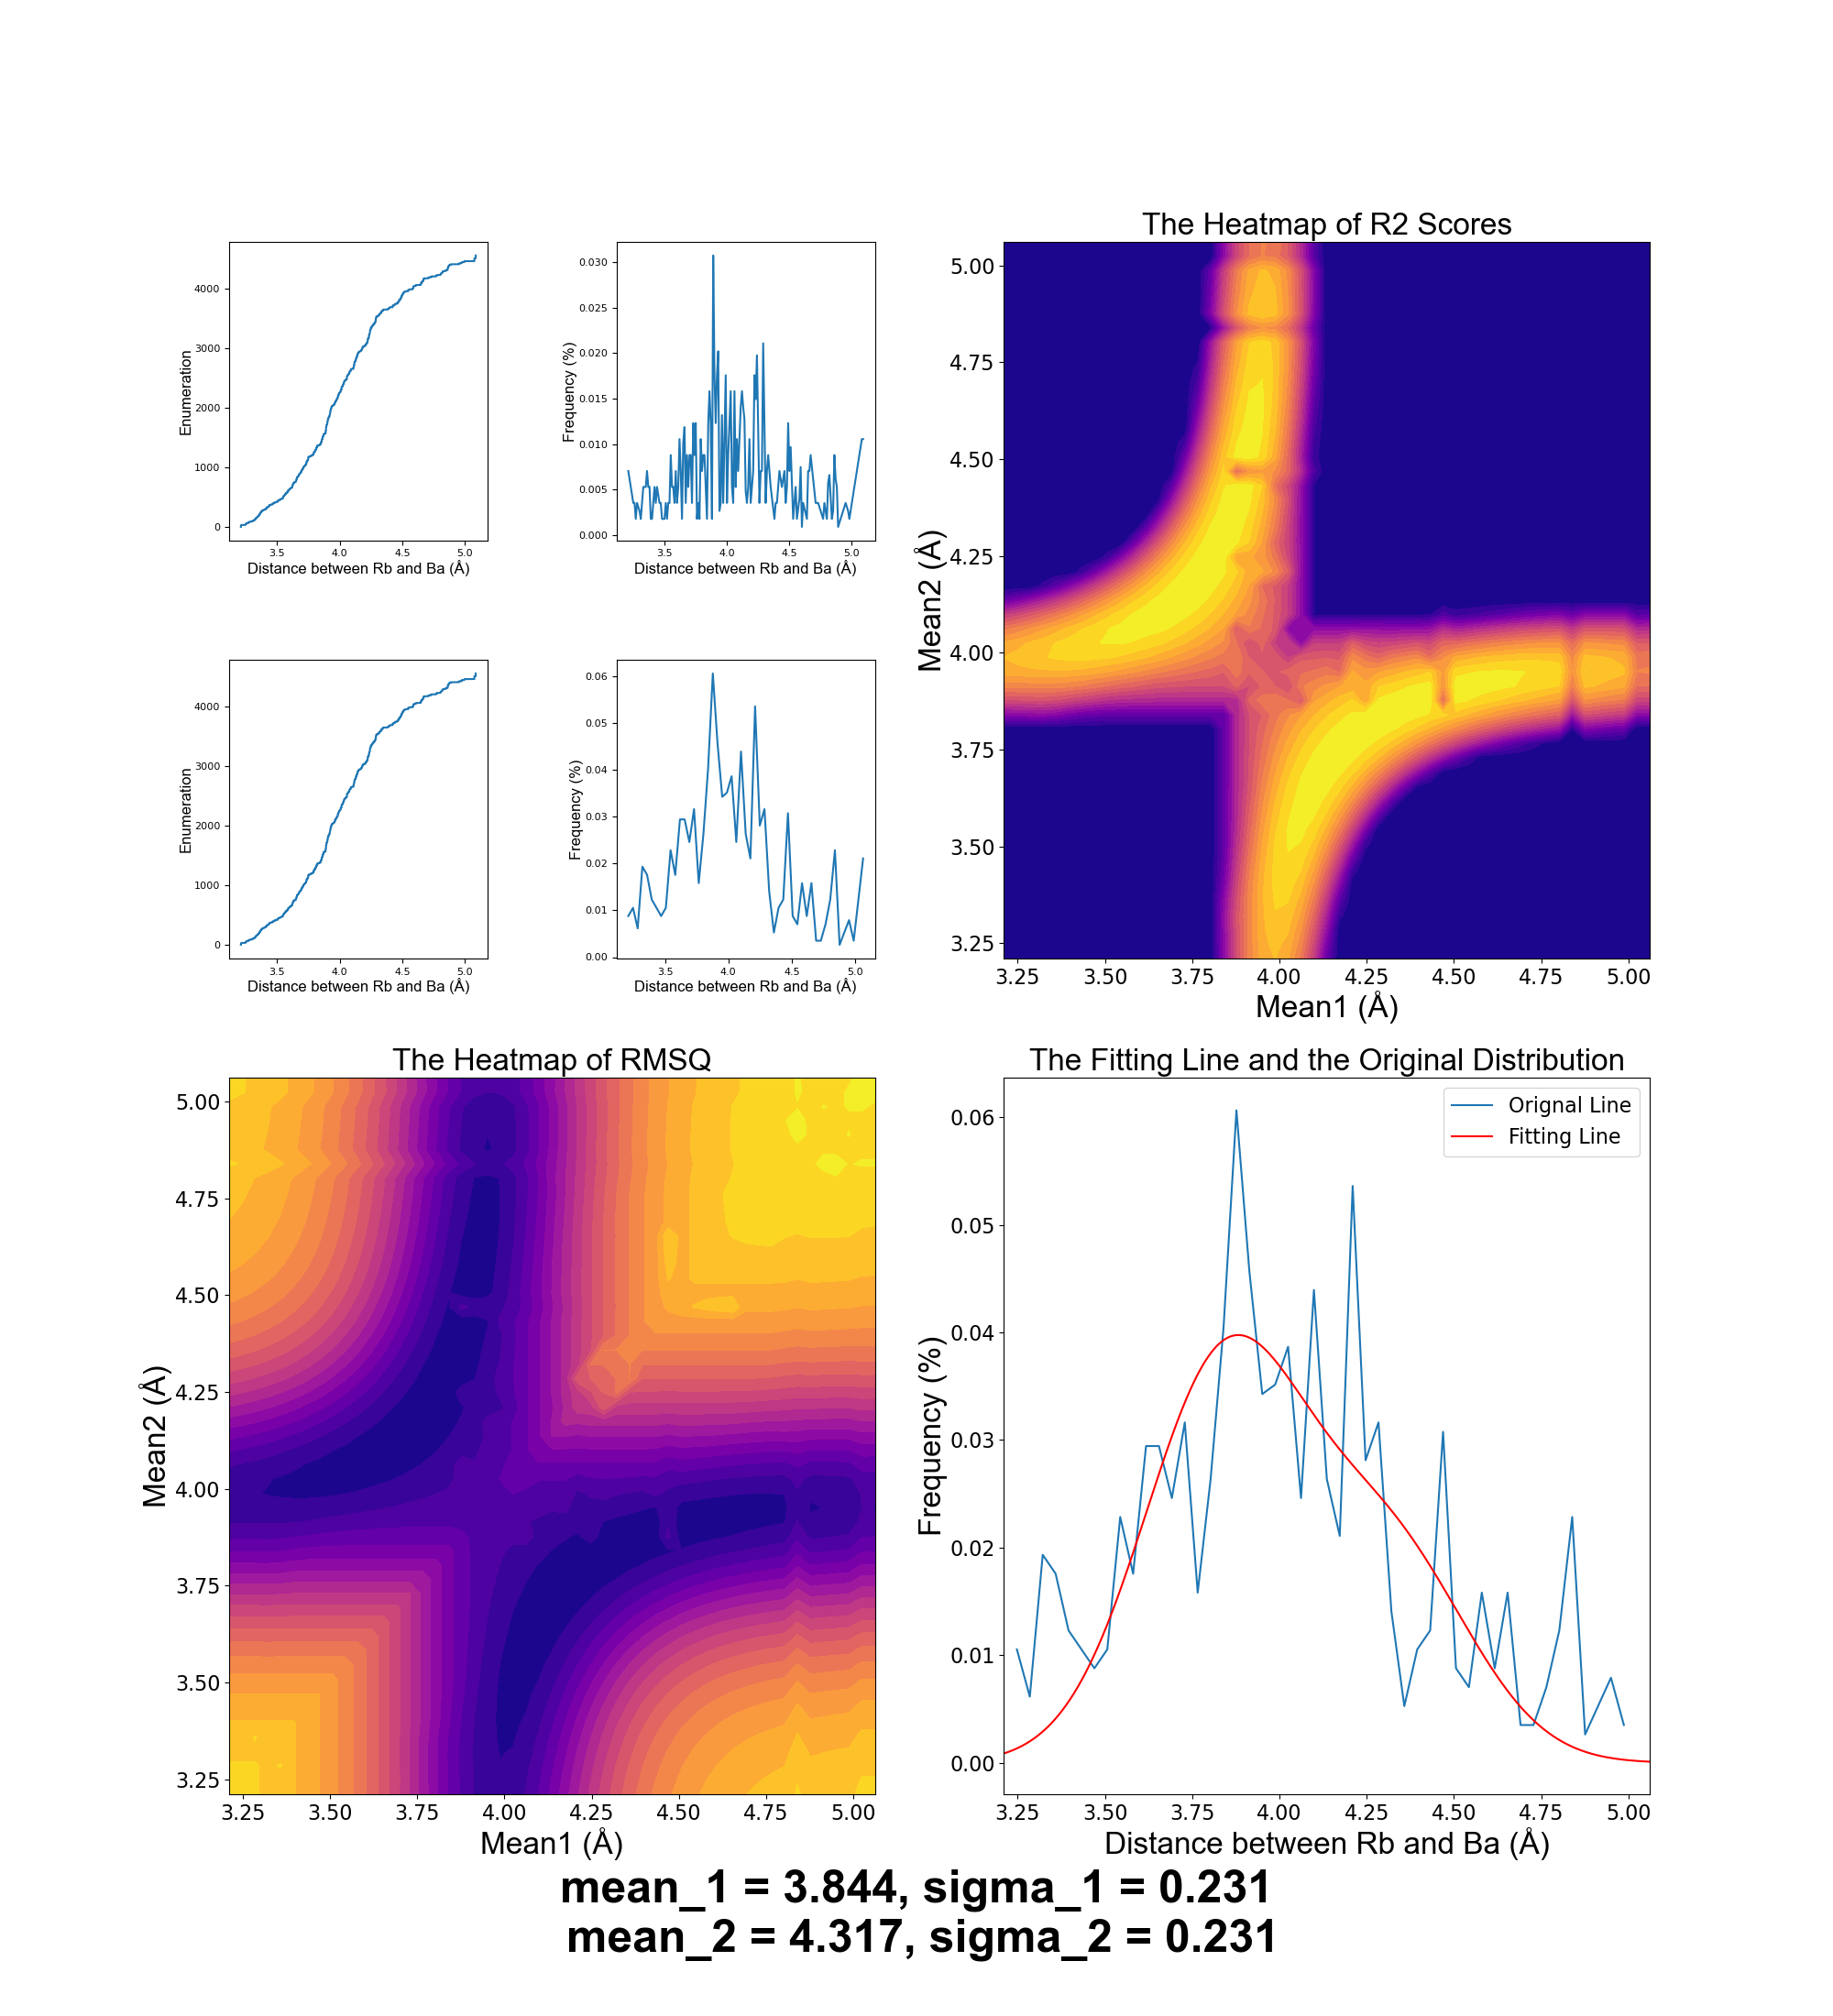 4000
3000
2000
1000
0
Enumeration
3.5 4.0 4.5 5.0
Distance between Rb and Ba (Å)
0.030
0.025
0.020
0.015
0.010
0.005
0.000
Frequency (%)
3.5 4.0 4.5 5.0
Distance between Rb and Ba (Å)
The Heatmap of R2 Scores
5.00
4.75
4.50
4.25
4.00
3.75
3.50
3.25
Mean2 (Å)
3.25 3.50 3.75 4.00 4.25 4.50 4.75 5.00
Mean1 (Å)
4000
3000
2000
1000
0
Enumeration
3.5 4.0 4.5 5.0
Distance between Rb and Ba (Å)
0.06
0.05
0.04
0.03
0.02
0.01
0.00
Frequency (%)
3.5 4.0 4.5 5.0
Distance between Rb and Ba (Å)
The Heatmap of RMSQ
5.00
4.75
4.50
4.25
4.00
3.75
3.50
3.25
Mean2 (Å)
3.25 3.50 3.75 4.00 4.25 4.50 4.75 5.00
Mean1 (Å)
The Fitting Line and the Original Distribution
Orignal Line
Fitting Line
0.06
0.05
0.04
0.03
0.02
0.01
0.00
Frequency (%)
3.25 3.50 3.75 4.00 4.25 4.50 4.75 5.00
Distance between Rb and Ba (Å)
mean_1 = 3.844, sigma_1 = 0.231
mean_2 = 4.317, sigma_2 = 0.231